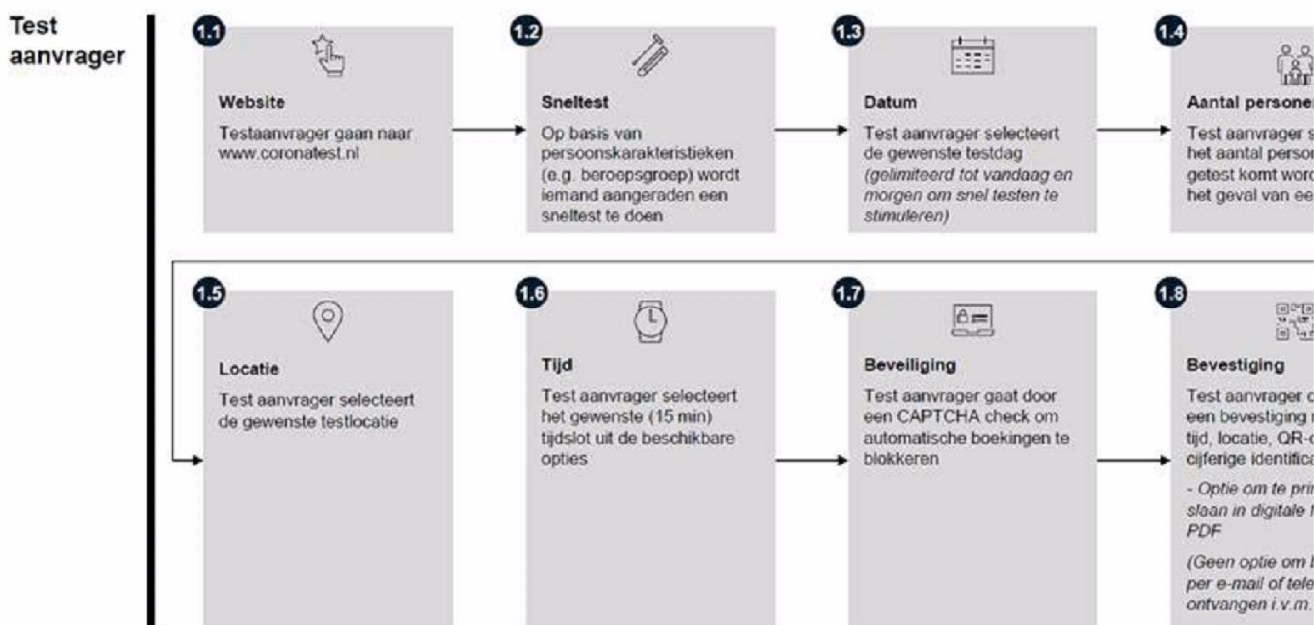 Test
aanvrager
1.1
Website
Testaanvrager gaan naar
www.coronatest.nl
1.2
Sneltest
Op basis van
persoonskarakteristieken
(e.g. beroepsgroep) wordt
iemand aangeraden een
sneltest te doen
1.3
Datum
Test aanvrager selecteert
de gewenste testdag
(gelimiteerd tot vandaag en
morgen om snel testen te
stimuleren)
1.4
Aantal
Test aanvrager
het aantal
getest komt
het geval van
1.5
Locatie
Test aanvrager selecteert
de gewenste testlocatie
1.6
Tijd
Test aanvrager selecteert
het gewenste (15 min)
tijdslot uit de beschikbare
opties
1.7
Beveiliging
Test aanvrager gaat door
een CAPTCHA check om
automatische boekingen te
blokkeren
1.8
Bevestiging
Test aanvrager
een bevestiging
tijd, locatie,
cijferige
- Optie om te
slaan in digitale
PDF
(Geen optie om
per e-mail of
ontvangen i.v.m.